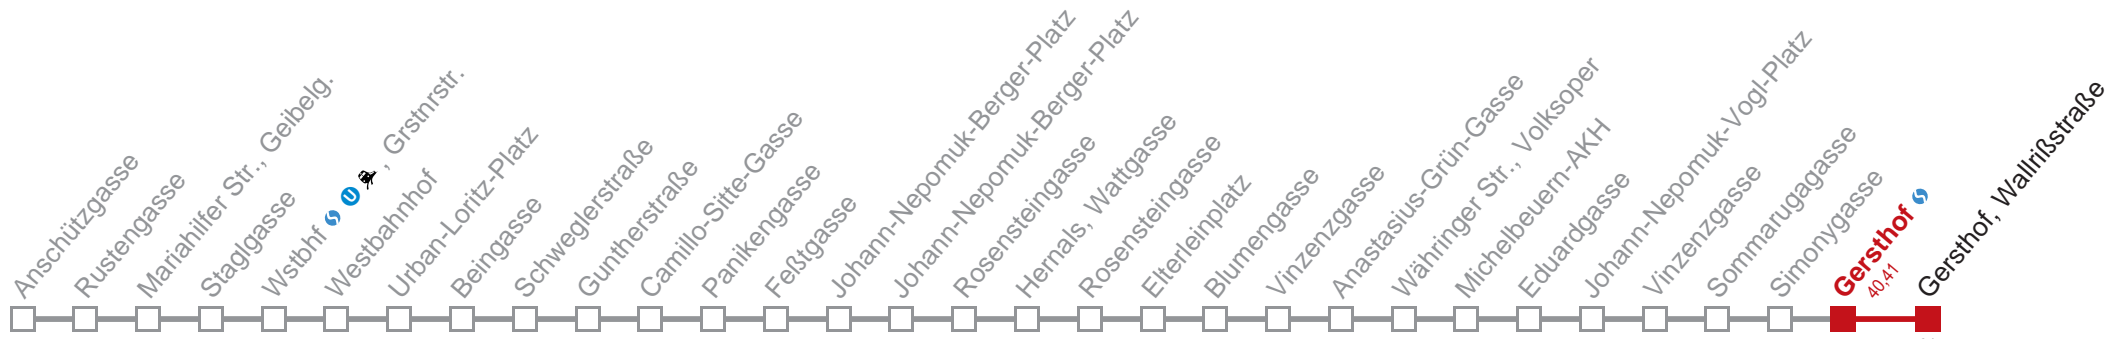 Anschützgasse
Rustengasse
Mariahilfer Str., Geibelg.
Staglgasse
Wstbhf U , Grstnrstr.
Westbahnhof
Urban-Loritz-Platz
Beingasse
Schweglerstraße
Guntherstraße
Camillo-Sitte-Gasse
Panikengasse
Feßtgasse
Johann-Nepomuk-Berger-Platz
Johann-Nepomuk-Berger-Platz
Rosensteingasse
Hernals, Wattgasse
Rosensteingasse
Elterleinplatz
Blumengasse
Vinzenzgasse
Anastasius-Grün-Gasse
Währinger Str., Volksoper
Michelbeuern-AKH
Eduardgasse
Johann-Nepomuk-Vogl-Platz
Vinzenzgasse
Sommarugagasse
Simonygasse
Gersthof
40,41
Gersthof, Wallrißstraße